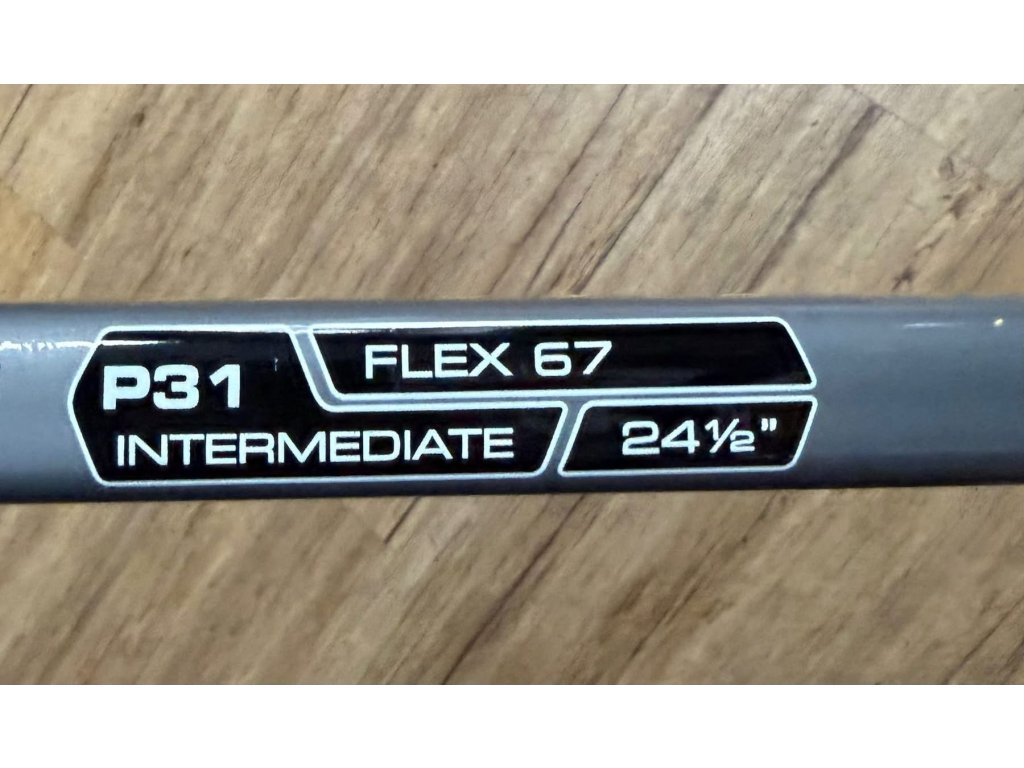 P31
INTERMEDIATE
FLEX 67
24½"